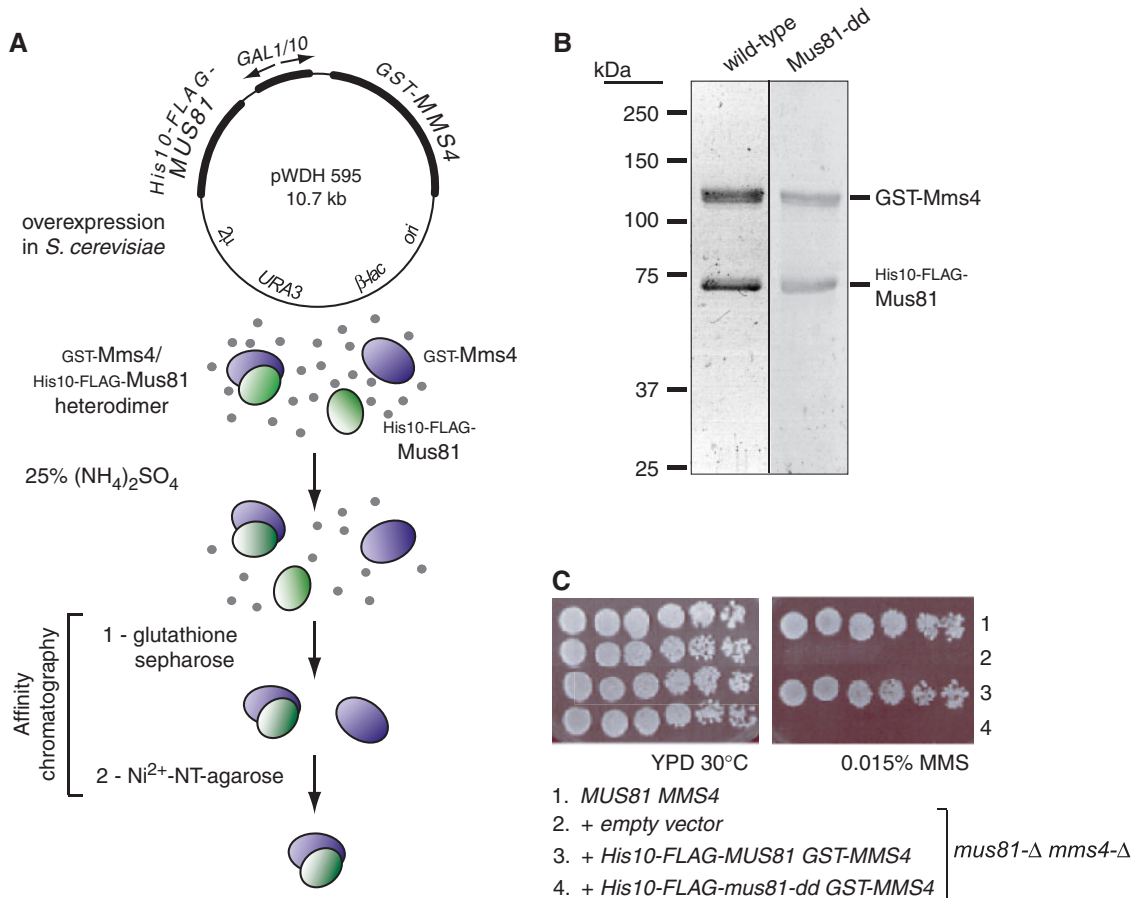 A
GAL1/10
His10-FLAG-
MUS81
GST-MMS4
pWDH 595
10.7 kb
2μ
URA3
β-lac
ori
overexpression
in S. cerevisiae
GST-Mms4/
His10-FLAG-Mus81
heterodimer
GST-Mms4
His10-FLAG-
Mus81
25% (NH4)2SO4
Affinity
chromatography
1 - glutathione
sepharose
2 - Ni2+-NT-agarose
B
kDa
wild-type
Mus81-dd
250
150
100
75
37
25
GST-Mms4
His10-FLAG-
Mus81
C
1
2
3
4
YPD 30°C
0.015% MMS
1. MUS81 MMS4
2. + empty vector
3. + His10-FLAG-MUS81 GST-MMS4
4. + His10-FLAG-mus81-dd GST-MMS4
mus81-Δ mms4-Δ